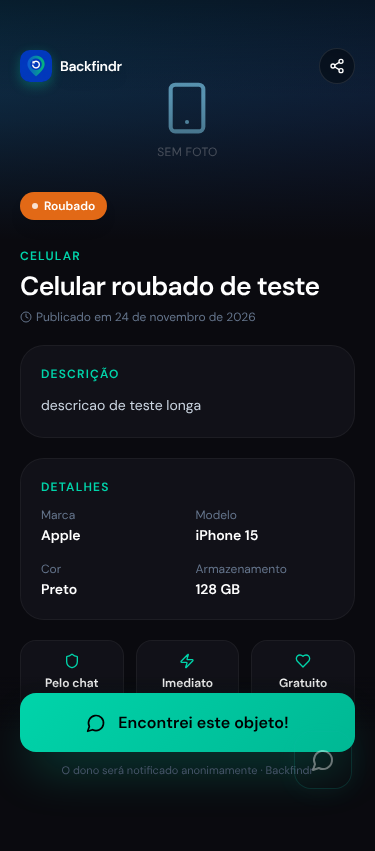 Backfindr
SEM FOTO
Roubado
CELULAR
Celular roubado de teste
Publicado em 24 de novembro de 2026
DESCRIÇÃO
descricao de teste longa
DETALHES
Marca Modelo
Apple iPhone 15
Cor Armazenamento
Preto 128 GB
Pelo chat Imediato Gratuito
Encontrei este objeto!
O dono será notificado anonimamente · Backfindr